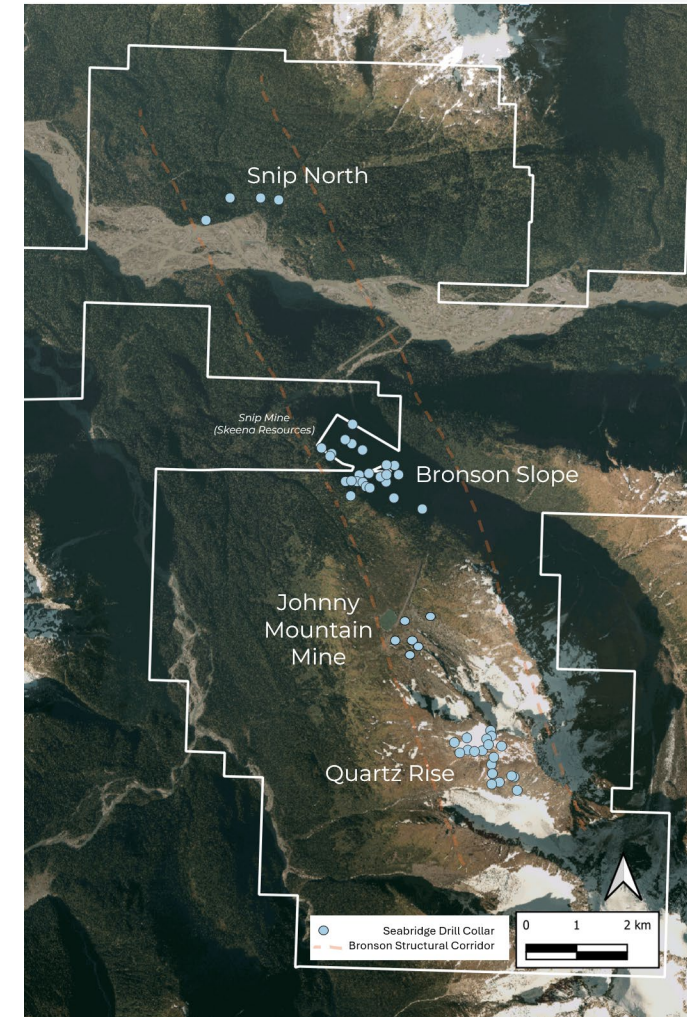 Snip North
Snip Mine
(Skeena Resources)
Bronson Slope
Johnny
Mountain
Mine
Quartz Rise
Seabridge Drill Collar
Bronson Structural Corridor
0 1 2 km